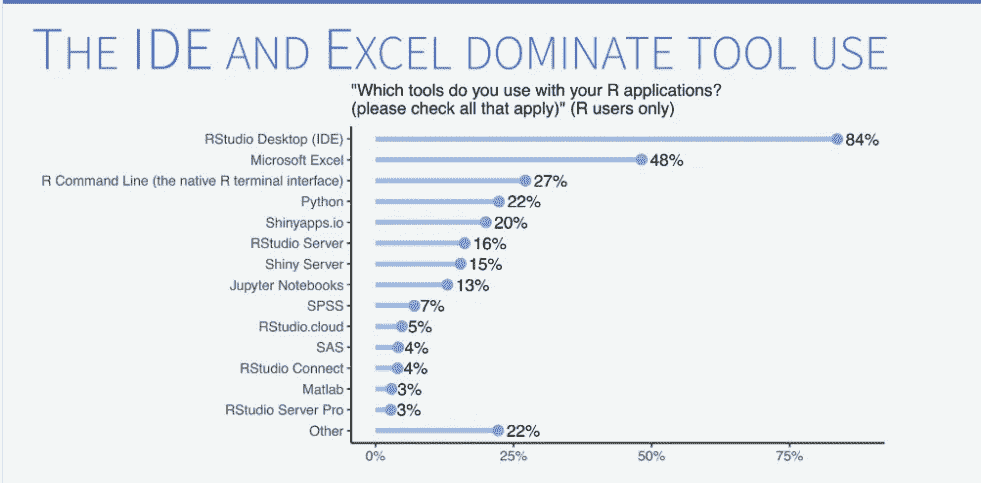 THE IDE AND EXCEL DOMINATE TOOL USE
"Which tools do you use with your R applications?
(please check all that apply)" (R users only)
RStudio Desktop (IDE) 84%
Microsoft Excel 48%
R Command Line (the native R terminal interface) 27%
Python 22%
Shinyapps.io 20%
RStudio Server 16%
Shiny Server 15%
Jupyter Notebooks 13%
SPSS 7%
RStudio.cloud 5%
SAS 4%
RStudio Connect 4%
Matlab 3%
RStudio Server Pro 3%
Other 22%
0% 25% 50% 75%